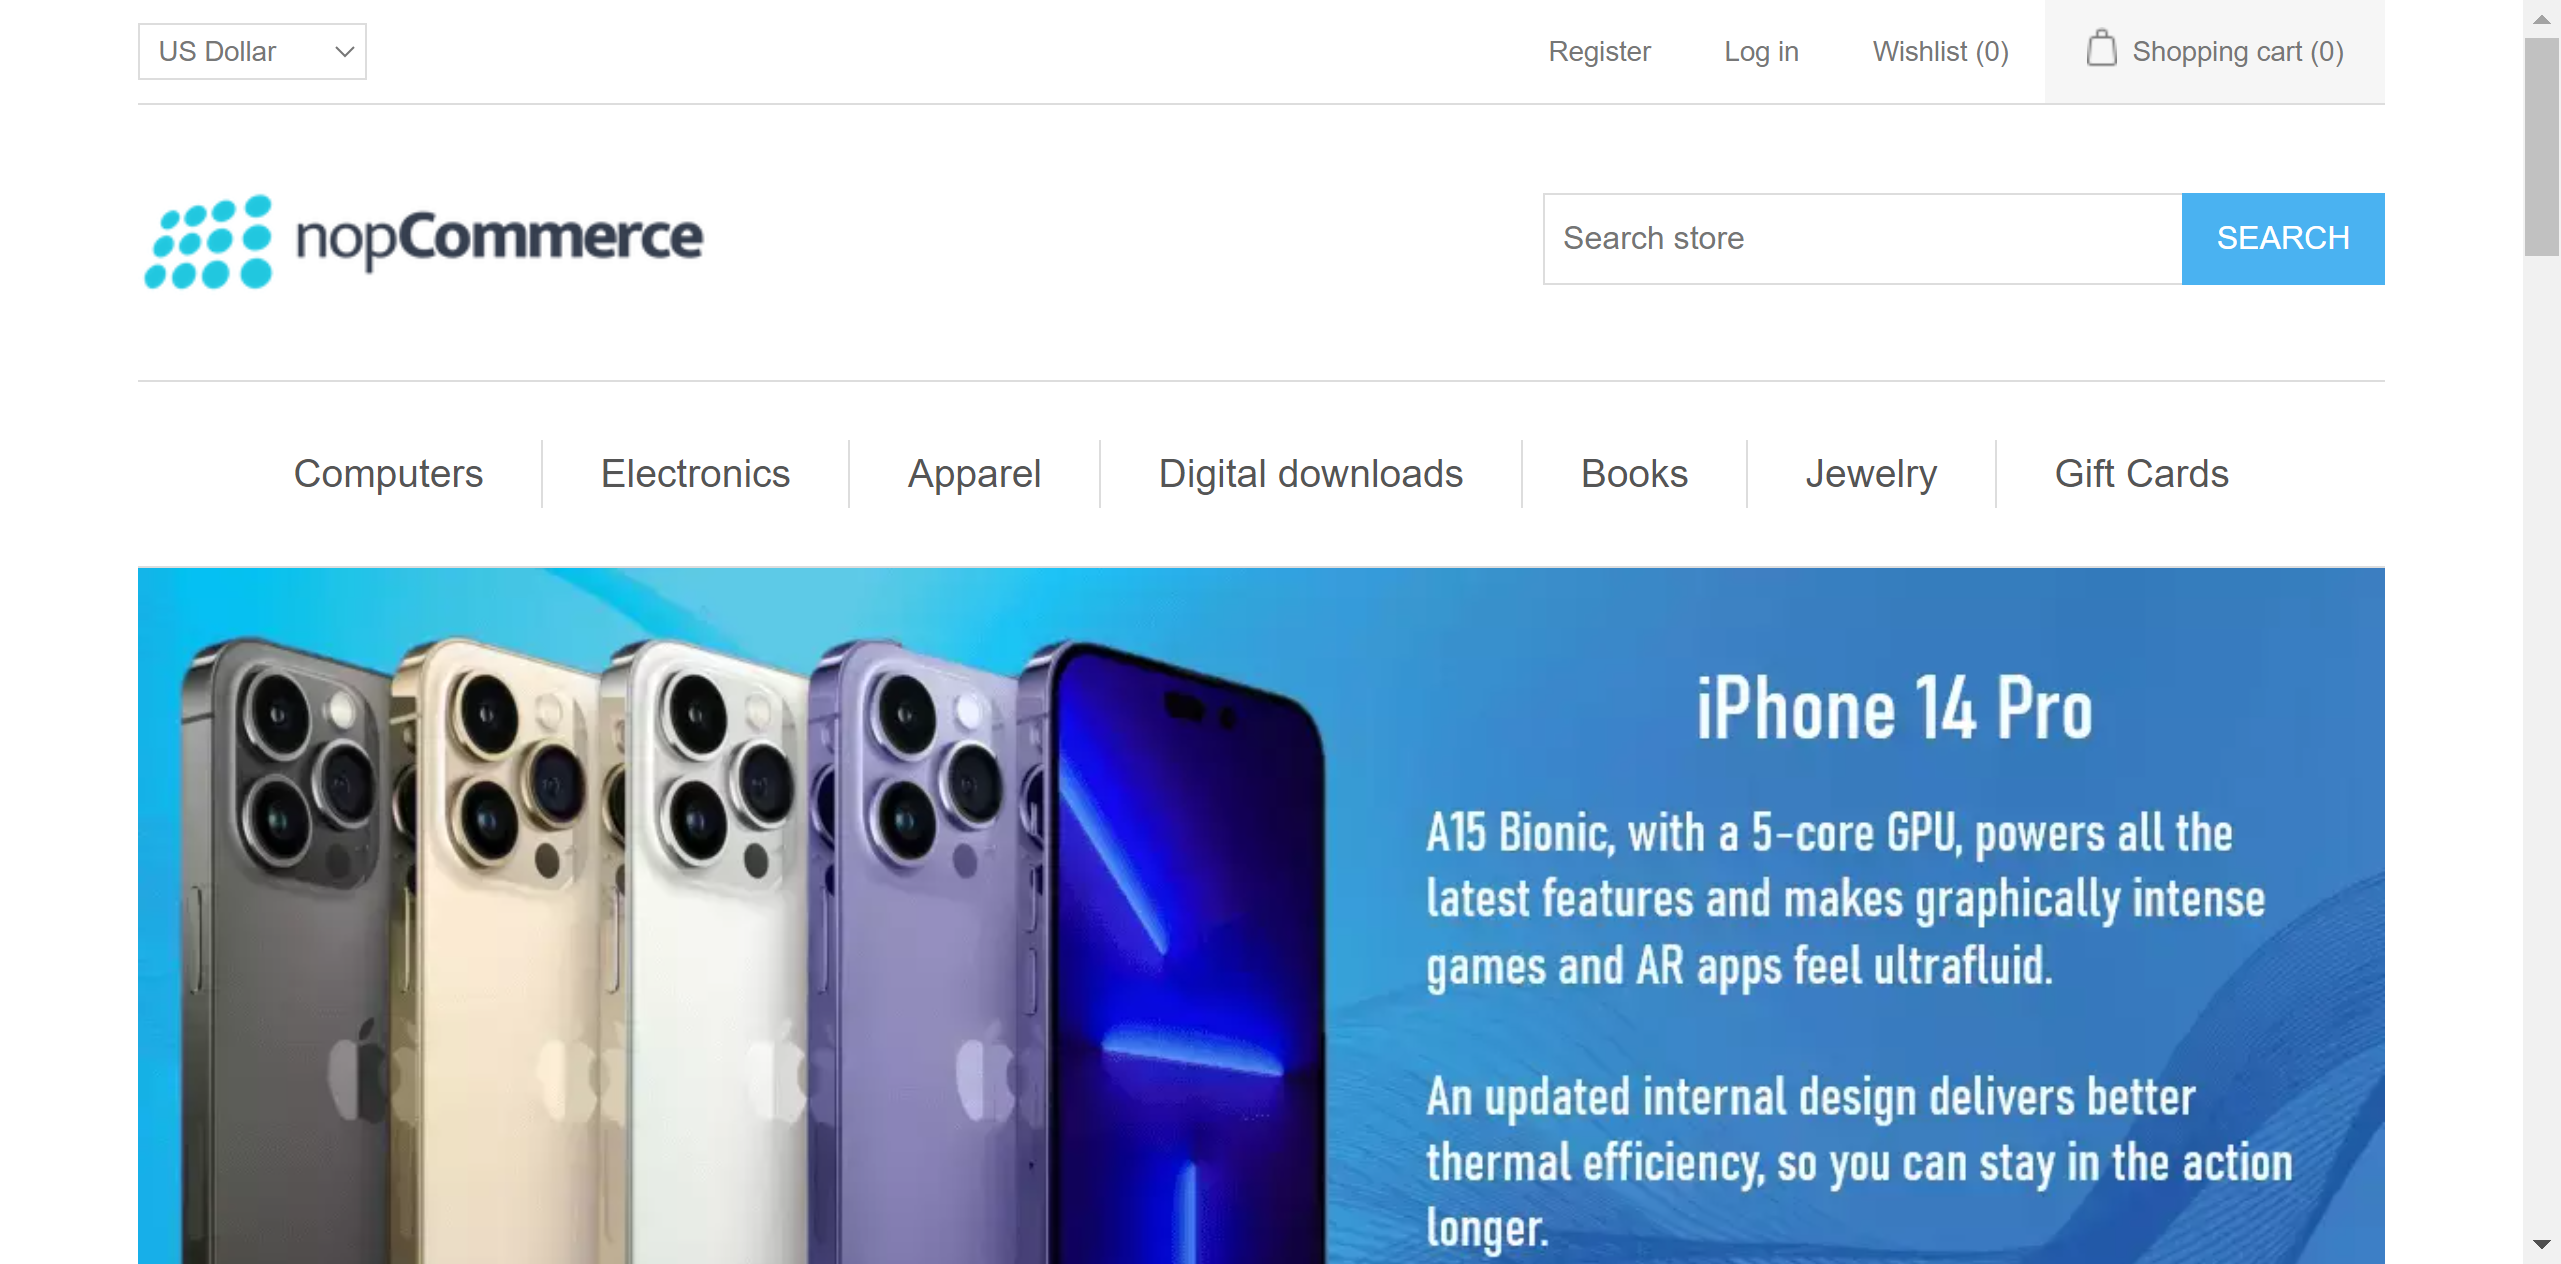 US Dollar
Register
Log in
Wishlist (0)
Shopping cart (0)
nopCommerce
Search store
SEARCH
Computers
Electronics
Apparel
Digital downloads
Books
Jewelry
Gift Cards
iPhone 14 Pro
A15 Bionic, with a 5-core GPU, powers all the
latest features and makes graphically intense
games and AR apps feel ultrafluid.
An updated internal design delivers better
thermal efficiency, so you can stay in the action
longer.